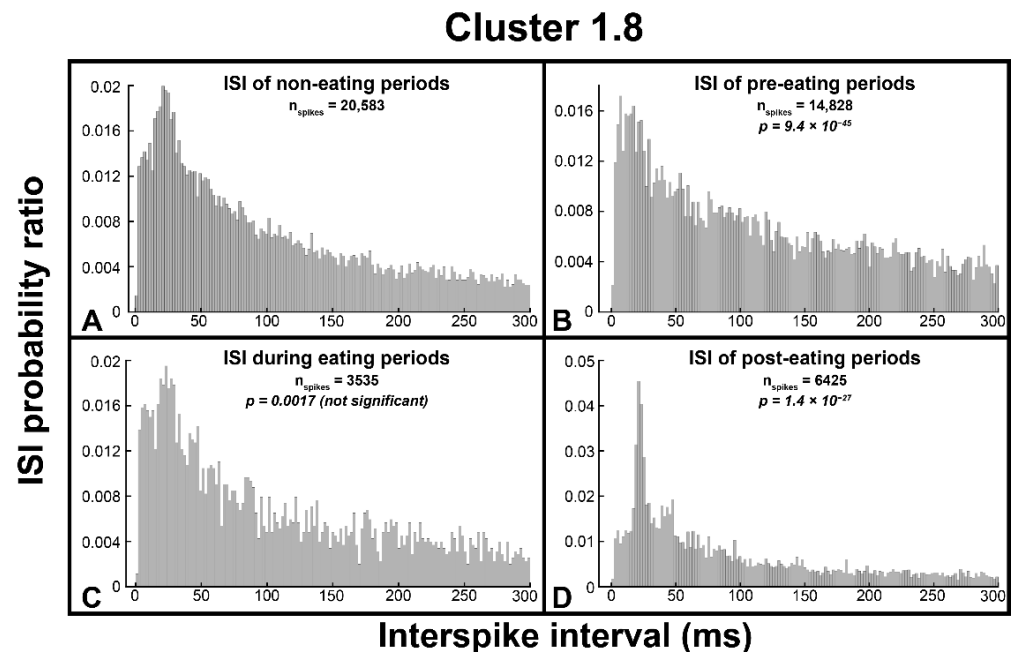 Cluster 1.8
ISI probability ratio
ISI of non-eating periods
n_spikes = 20,583
0.02
0.016
0.012
0.008
0.004
0
A
0 50 100 150 200 250 300
ISI of pre-eating periods
n_spikes = 14,828
p = 9.4 × 10⁻⁴⁵
0.016
0.012
0.008
0.004
0
B
0 50 100 150 200 250 300
ISI during eating periods
n_spikes = 3535
p = 0.0017 (not significant)
0.02
0.016
0.012
0.008
0.004
0
C
0 50 100 150 200 250 300
ISI of post-eating periods
n_spikes = 6425
p = 1.4 × 10⁻²⁷
0.05
0.04
0.03
0.02
0.01
0
D
0 50 100 150 200 250 300
Interspike interval (ms)